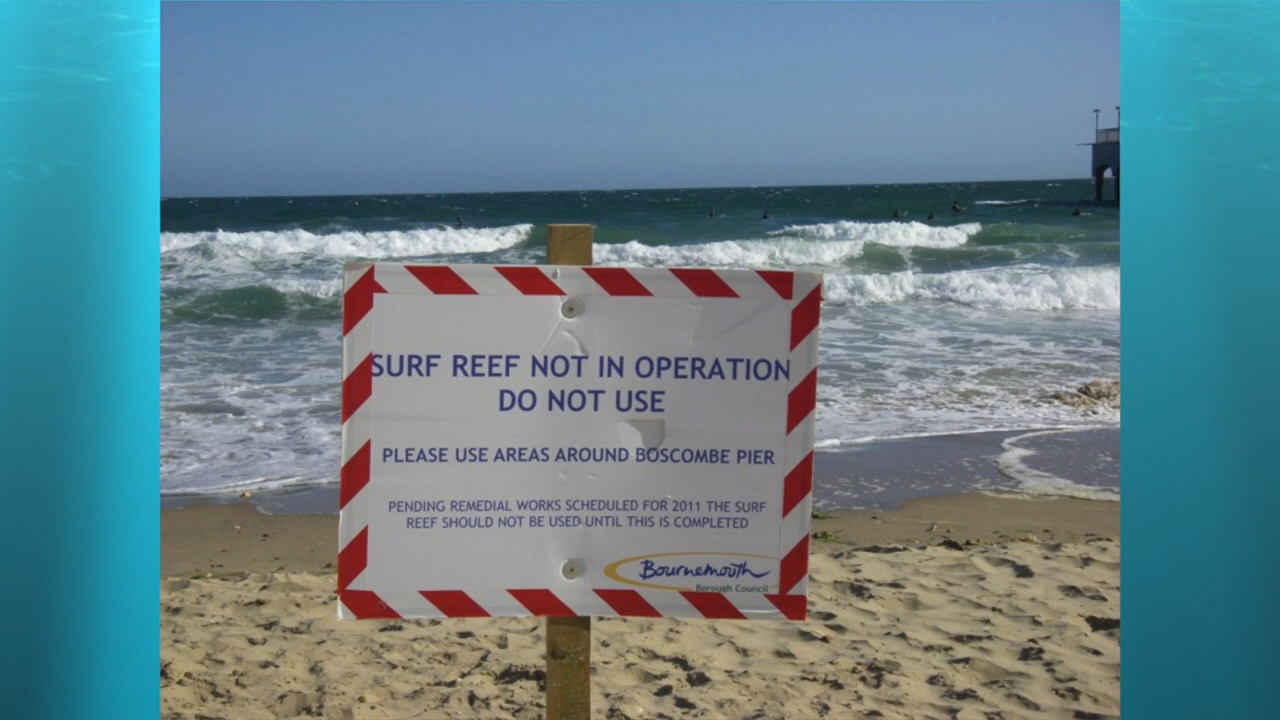 SURF REEF NOT IN OPERATION
DO NOT USE
PLEASE USE AREAS AROUND BOSCOMBE PIER
PENDING REMEDIAL WORKS SCHEDULED FOR 2011 THE SURF
REEF SHOULD NOT BE USED UNTIL THIS IS COMPLETED
Bournemouth
Borough Council